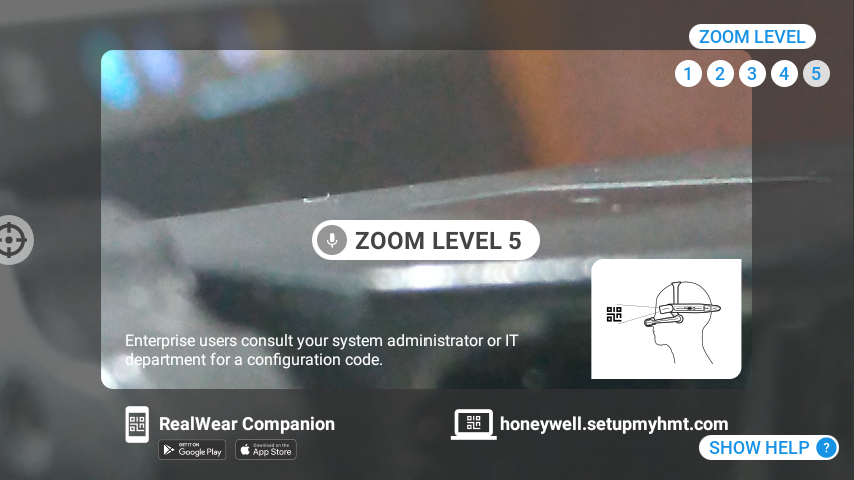 ZOOM LEVEL
1 2 3 4 5
ZOOM LEVEL 5
Enterprise users consult your system administrator or IT
department for a configuration code.
RealWear Companion
GET IT ON
Google Play
Download on the
App Store
honeywell.setupmyhmt.com
SHOW HELP ?